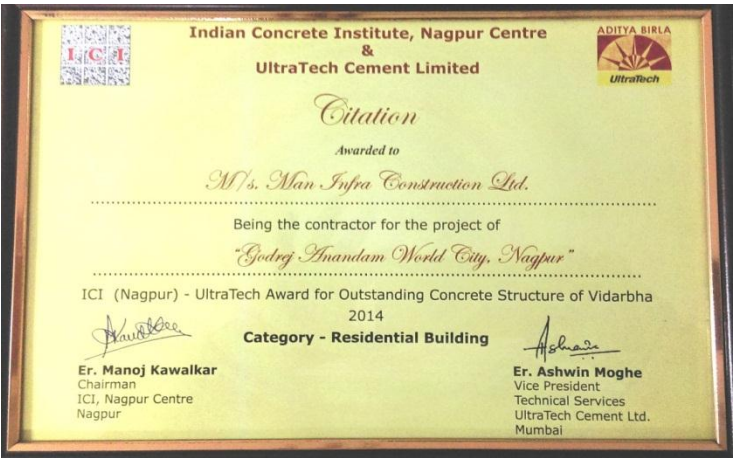 Indian Concrete Institute, Nagpur Centre
&
UltraTech Cement Limited
I C I
ADITYA BIRLA
UltraTech
Citation
Awarded to
M/s. Man Infra Construction Ltd.
Being the contractor for the project of
"Godrej Anandam World City, Nagpur"
ICI (Nagpur) - UltraTech Award for Outstanding Concrete Structure of Vidarbha
2014
Category - Residential Building
Er. Manoj Kawalkar
Chairman
ICI, Nagpur Centre
Nagpur
Er. Ashwin Moghe
Vice President
Technical Services
UltraTech Cement Ltd.
Mumbai